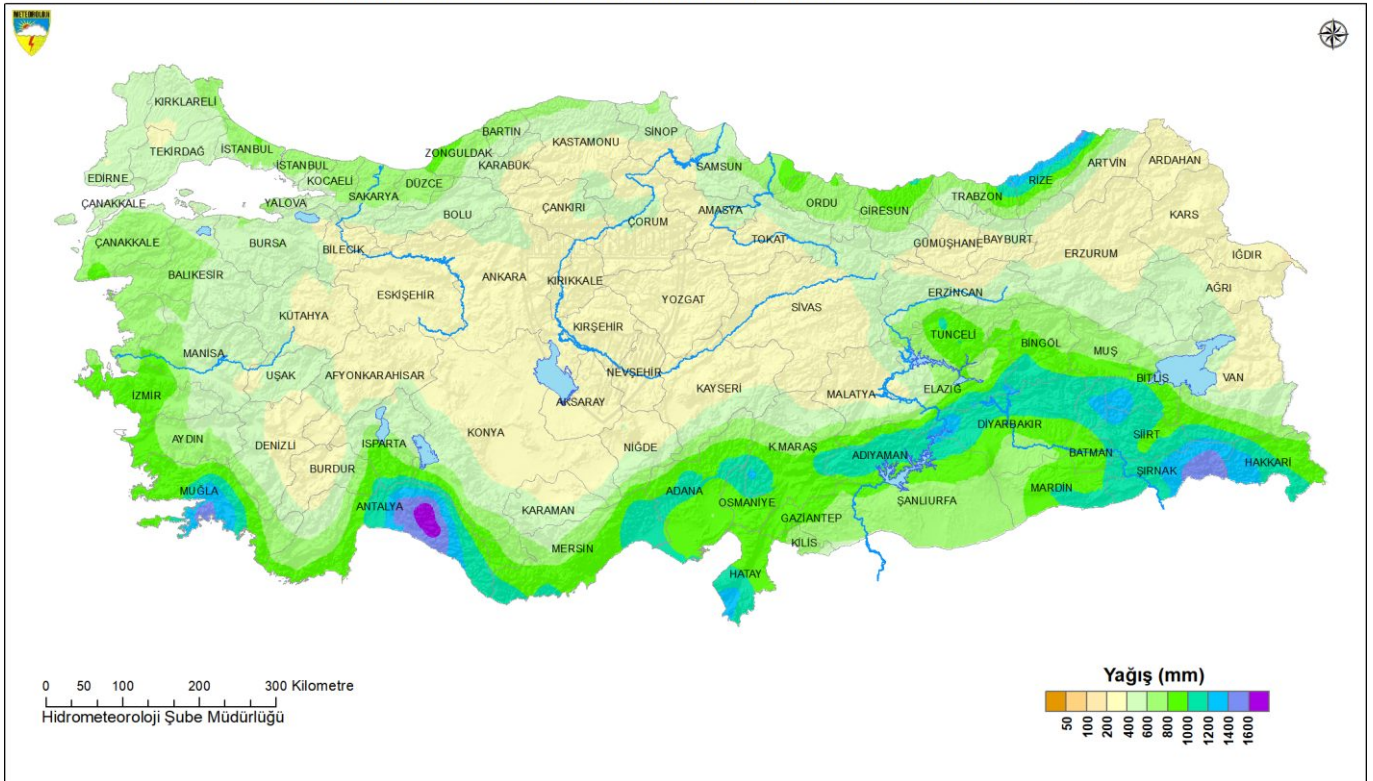 METEOROLOJİ
KIRKLARELİ
TEKİRDAĞ
İSTANBUL
EDİRNE
İSTANBUL
KOCAELİ
ÇANAKKALE
YALOVA
SAKARYA
DÜZCE
ZONGULDAK
BARTIN
KARABÜK
KASTAMONU
SİNOP
SAMSUN
ORDU
GİRESUN
TRABZON
RİZE
ARTVİN
ARDAHAN
KARS
ÇANAKKALE
BALIKESİR
BURSA
BİLECİK
BOLU
ÇANKIRI
ÇORUM
AMASYA
TOKAT
GÜMÜŞHANE
BAYBURT
ERZURUM
IĞDIR
AĞRI
KÜTAHYA
ESKİŞEHİR
ANKARA
KIRIKKALE
YOZGAT
SİVAS
ERZİNCAN
TUNCELİ
BİNGÖL
MUŞ
BİTLİS
VAN
MANİSA
UŞAK
AFYONKARAHİSAR
KIRŞEHİR
NEVŞEHİR
KAYSERİ
MALATYA
ELAZIĞ
İZMİR
AKSARAY
AYDIN
DENİZLİ
ISPARTA
KONYA
NİĞDE
K.MARAŞ
ADIYAMAN
DİYARBAKIR
BATMAN
SİİRT
ŞIRNAK
HAKKARİ
BURDUR
MUĞLA
ANTALYA
KARAMAN
MERSİN
ADANA
OSMANİYE
GAZİANTEP
KİLİS
ŞANLIURFA
MARDİN
HATAY
0 50 100 200 300 Kilometre
Hidrometeoroloji Şube Müdürlüğü
Yağış (mm)
50 100 200 400 600 800 1000 1200 1400 1600